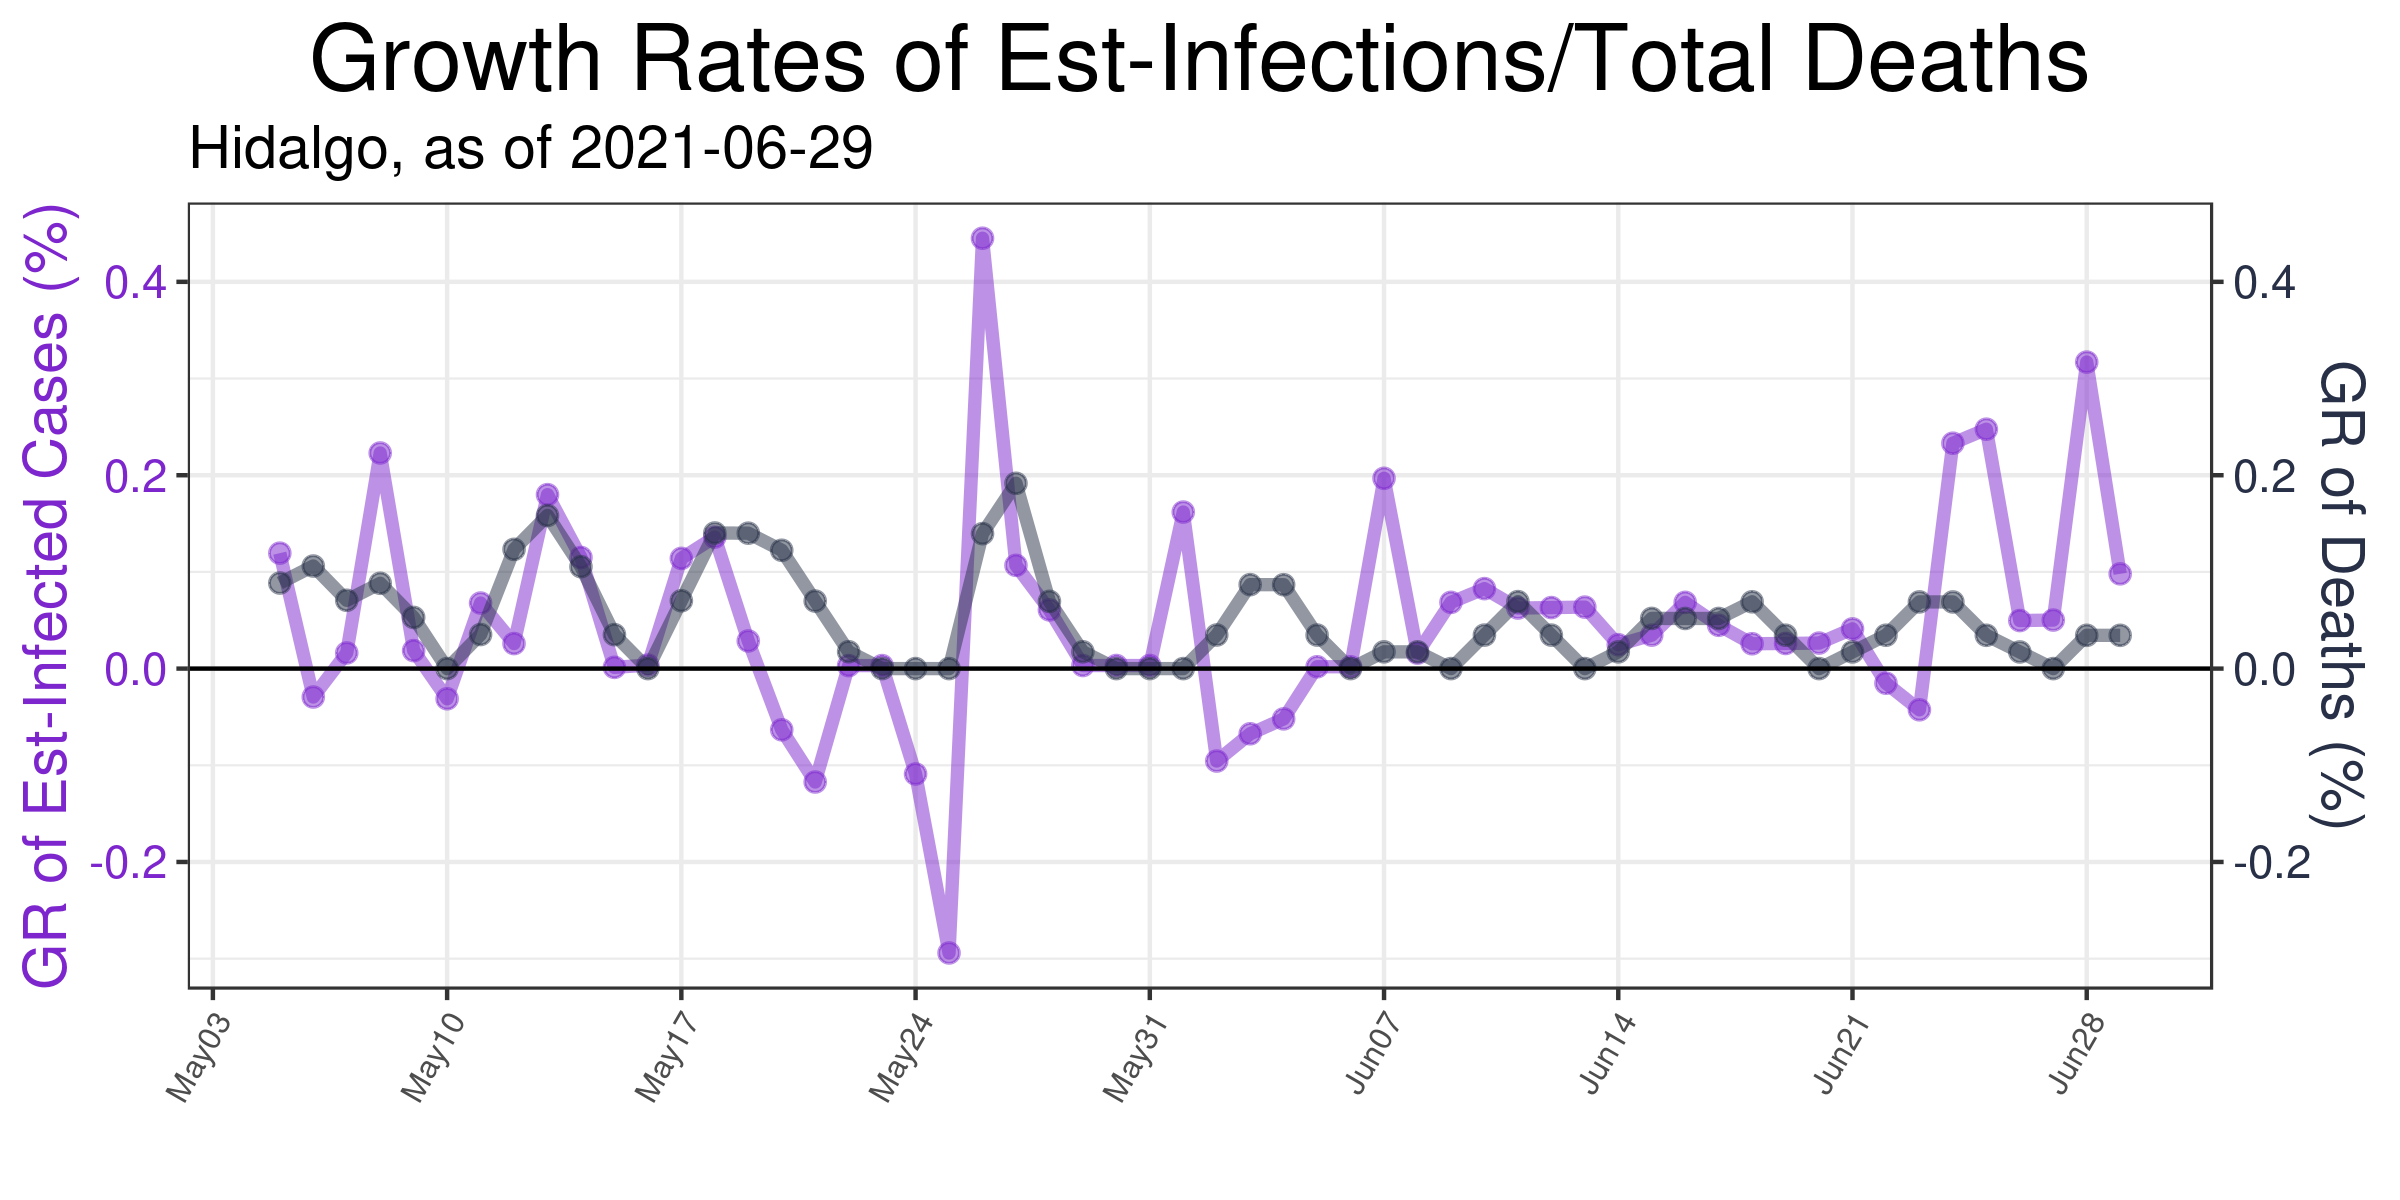 Growth Rates of Est-Infections/Total Deaths
Hidalgo, as of 2021-06-29
GR of Est-Infected Cases (%)
0.4
0.2
0.0
-0.2
0.4
0.2
0.0
-0.2
GR of Deaths (%)
May03
May10
May17
May24
May31
Jun07
Jun14
Jun21
Jun28